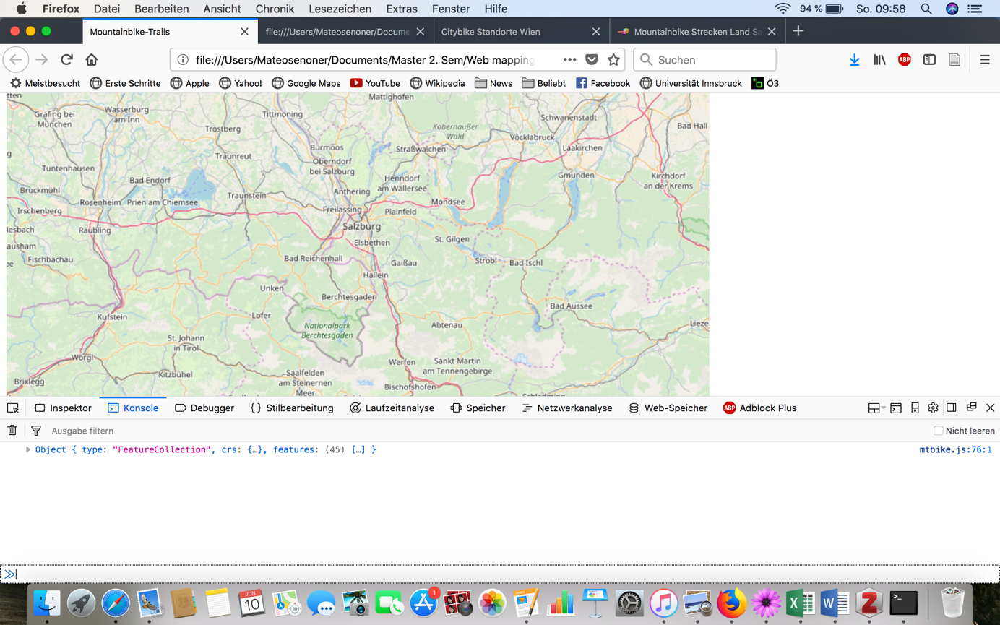 Firefox Datei Bearbeiten Ansicht Chronik Lesezeichen Extras Fenster Hilfe 94 % So. 09:58
Mountainbike-Trails file:///Users/Mateosenoner/Docume Citybike Standorte Wien Mountainbike Strecken Land Sa
file:///Users/Mateosenoner/Documents/Master 2. Sem/Web mapping Suchen ABP
Meistbesucht Erste Schritte Apple Yahoo! Google Maps YouTube Wikipedia News Beliebt Facebook Universität Innsbruck Ö3
tten
Mattighofen
Grafing bei
München
Wasserburg
am Inn
Tittmoning
Schwanenstadt
Trostberg
Kobernaußer
Wald
Bad Hall
Vöcklabruck
Bürmoos
Straßwalchen
Laakirchen
g
Traunreut
Oberndorf
bei Salzburg
Tuntenhausen
Henndorf
am Wallersee
Gmunden
Kirchdorf
an der Krems
Bad Endorf
Bruckmühl
Anthering
Traunstein
Rosenheim
Prien am Chiemsee
Mondsee
Irschenberg
Freilassing
Plainfeld
iesbach
Raubling
Salzburg
St. Gilgen
ausham
Elsbethen
Fischbachau
Bad Reichenhall
Gaißau
Strobl
Bad Ischl
ee
Hallein
Unken
Berchtesgaden
Bad Aussee
Kufstein
Lofer
Nationalpark
Berchtesgaden
Abtenau
Lieze
St. Johann
in Tirol
Wörgl
Werfen
Sankt Martin
am Tennengebirge
Brixlegg
Kitzbühel
Saalfelden
am Steinernen
Meer
Bischofshofen
Schladming
Inspektor Konsole Debugger { } Stilbearbeitung Laufzeitanalyse Speicher Netzwerkanalyse Web-Speicher ABP Adblock Plus
Ausgabe filtern Nicht leeren
Object { type: "FeatureCollection", crs: {…}, features: (45) […] } mtbike.js:76:1
≫
JUN
10
3D
1
X
W
Z
>_